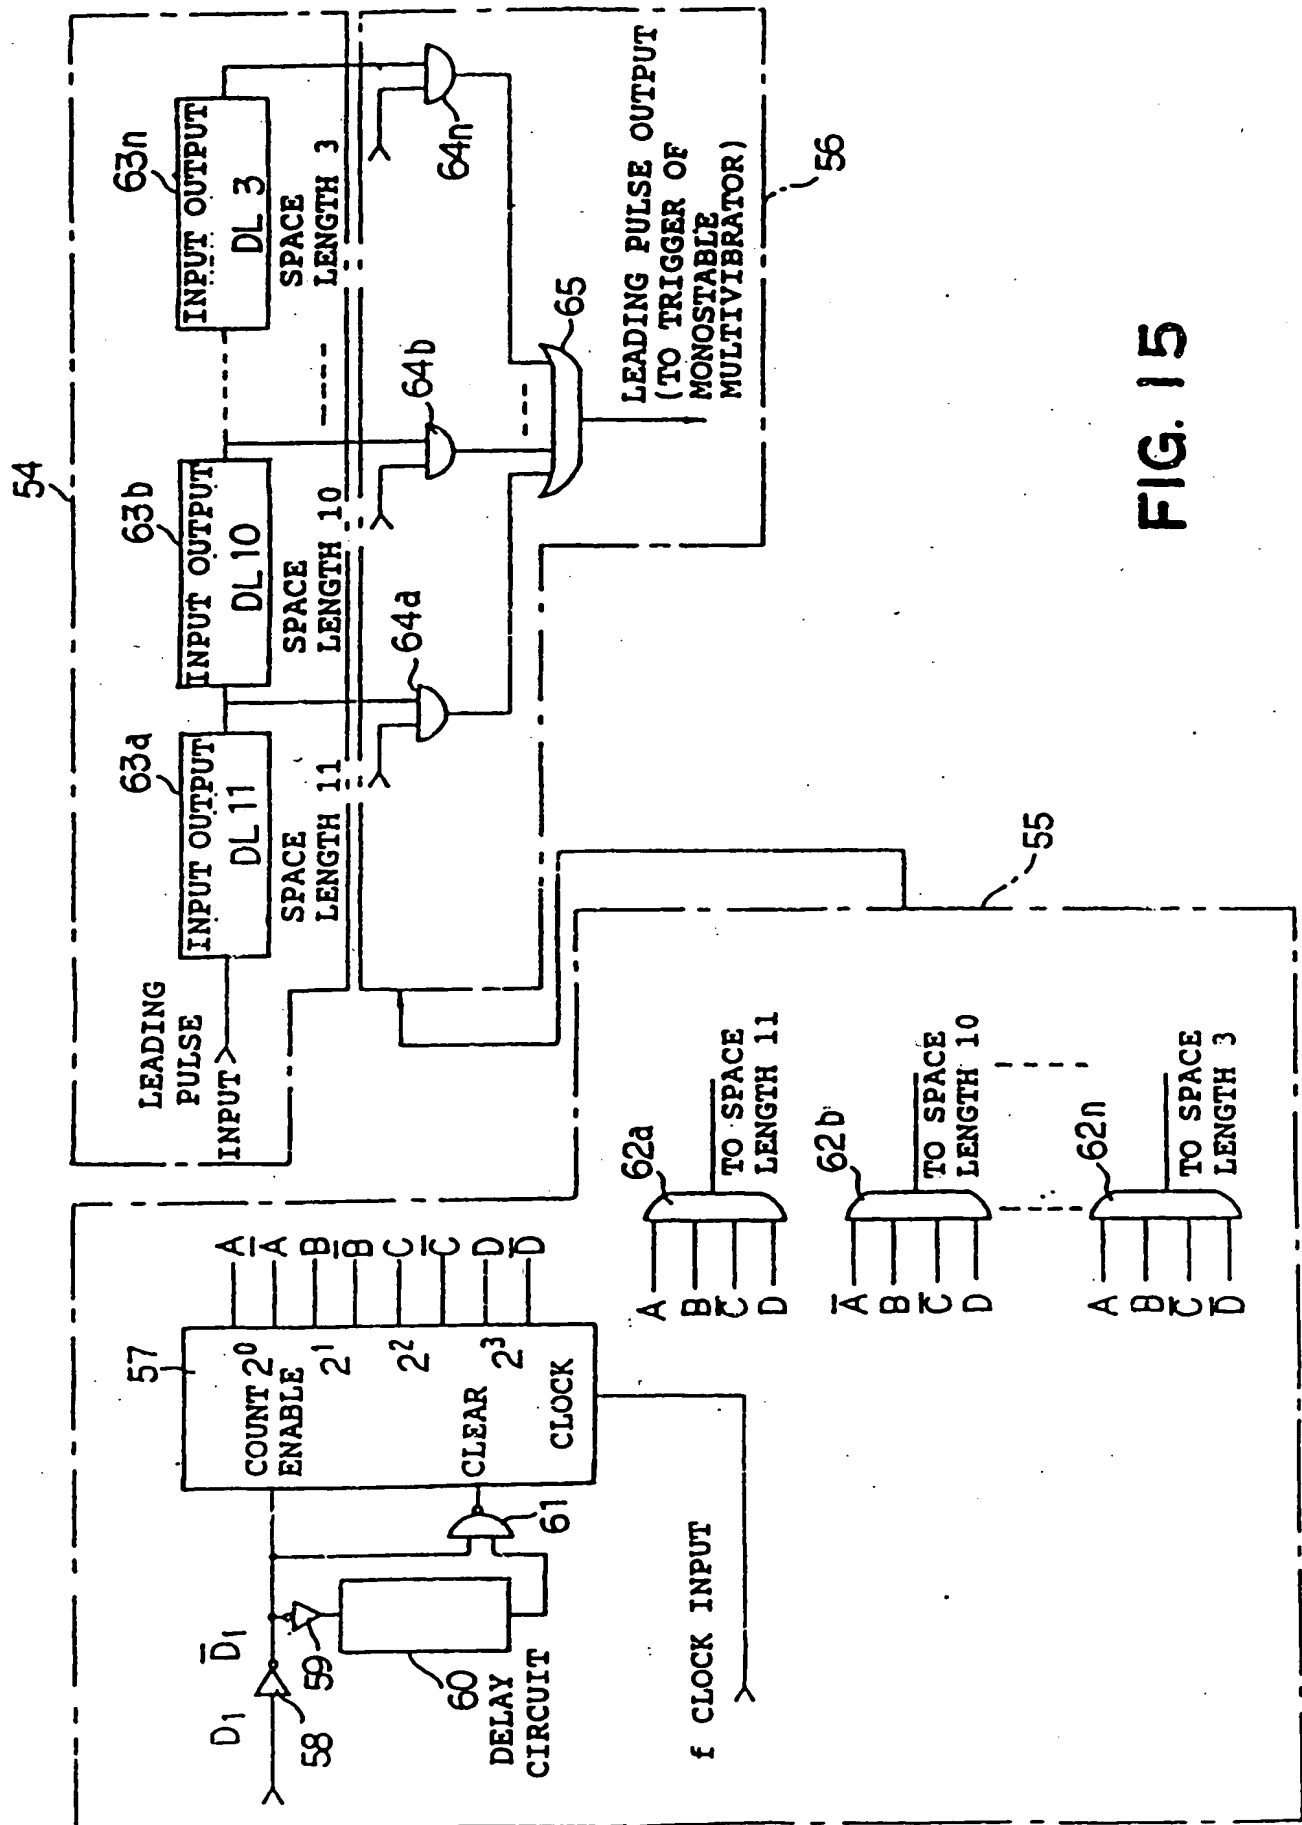 54
63a
63b
63n
LEADING
PULSE
INPUT
INPUT OUTPUT
DL 11
INPUT OUTPUT
DL 10
INPUT OUTPUT
DL 3
SPACE
LENGTH 11
SPACE
LENGTH 10
SPACE
LENGTH 3
64a
64b
64n
65
LEADING PULSE OUTPUT
(TO TRIGGER OF
MONOSTABLE
MULTIVIBRATOR)
56
55
57
D₁
D̅₁
58
59
60
DELAY
CIRCUIT
61
COUNT
ENABLE
CLEAR
CLOCK
2⁰
2¹
2²
2³
A
A̅
B
B̅
C
C̅
D
D̅
f CLOCK INPUT
62a
A
B
C̅
D
TO SPACE
LENGTH 11
62b
A̅
B
C̅
D
TO SPACE
LENGTH 10
62n
A
B
C̅
D̅
TO SPACE
LENGTH 3
FIG. 15